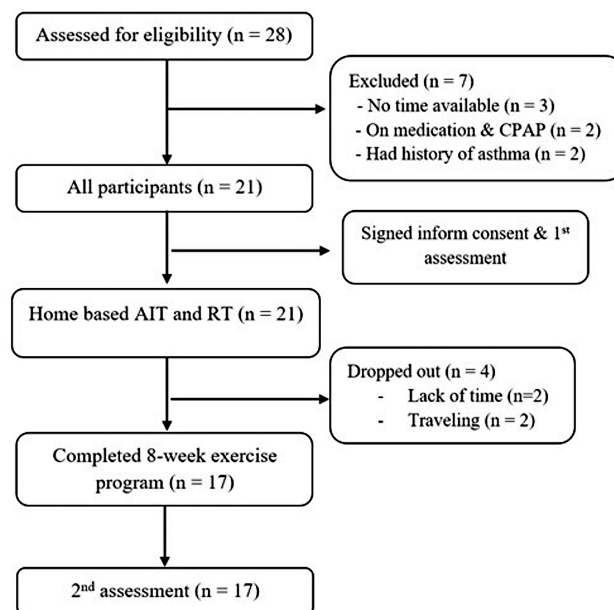 Assessed for eligibility (n = 28)
Excluded (n = 7)
- No time available (n = 3)
- On medication & CPAP (n = 2)
- Had history of asthma (n = 2)
All participants (n = 21)
Signed inform consent & 1st
assessment
Home based AIT and RT (n = 21)
Dropped out (n = 4)
- Lack of time (n=2)
- Traveling (n = 2)
Completed 8-week exercise
program (n = 17)
2nd assessment (n = 17)